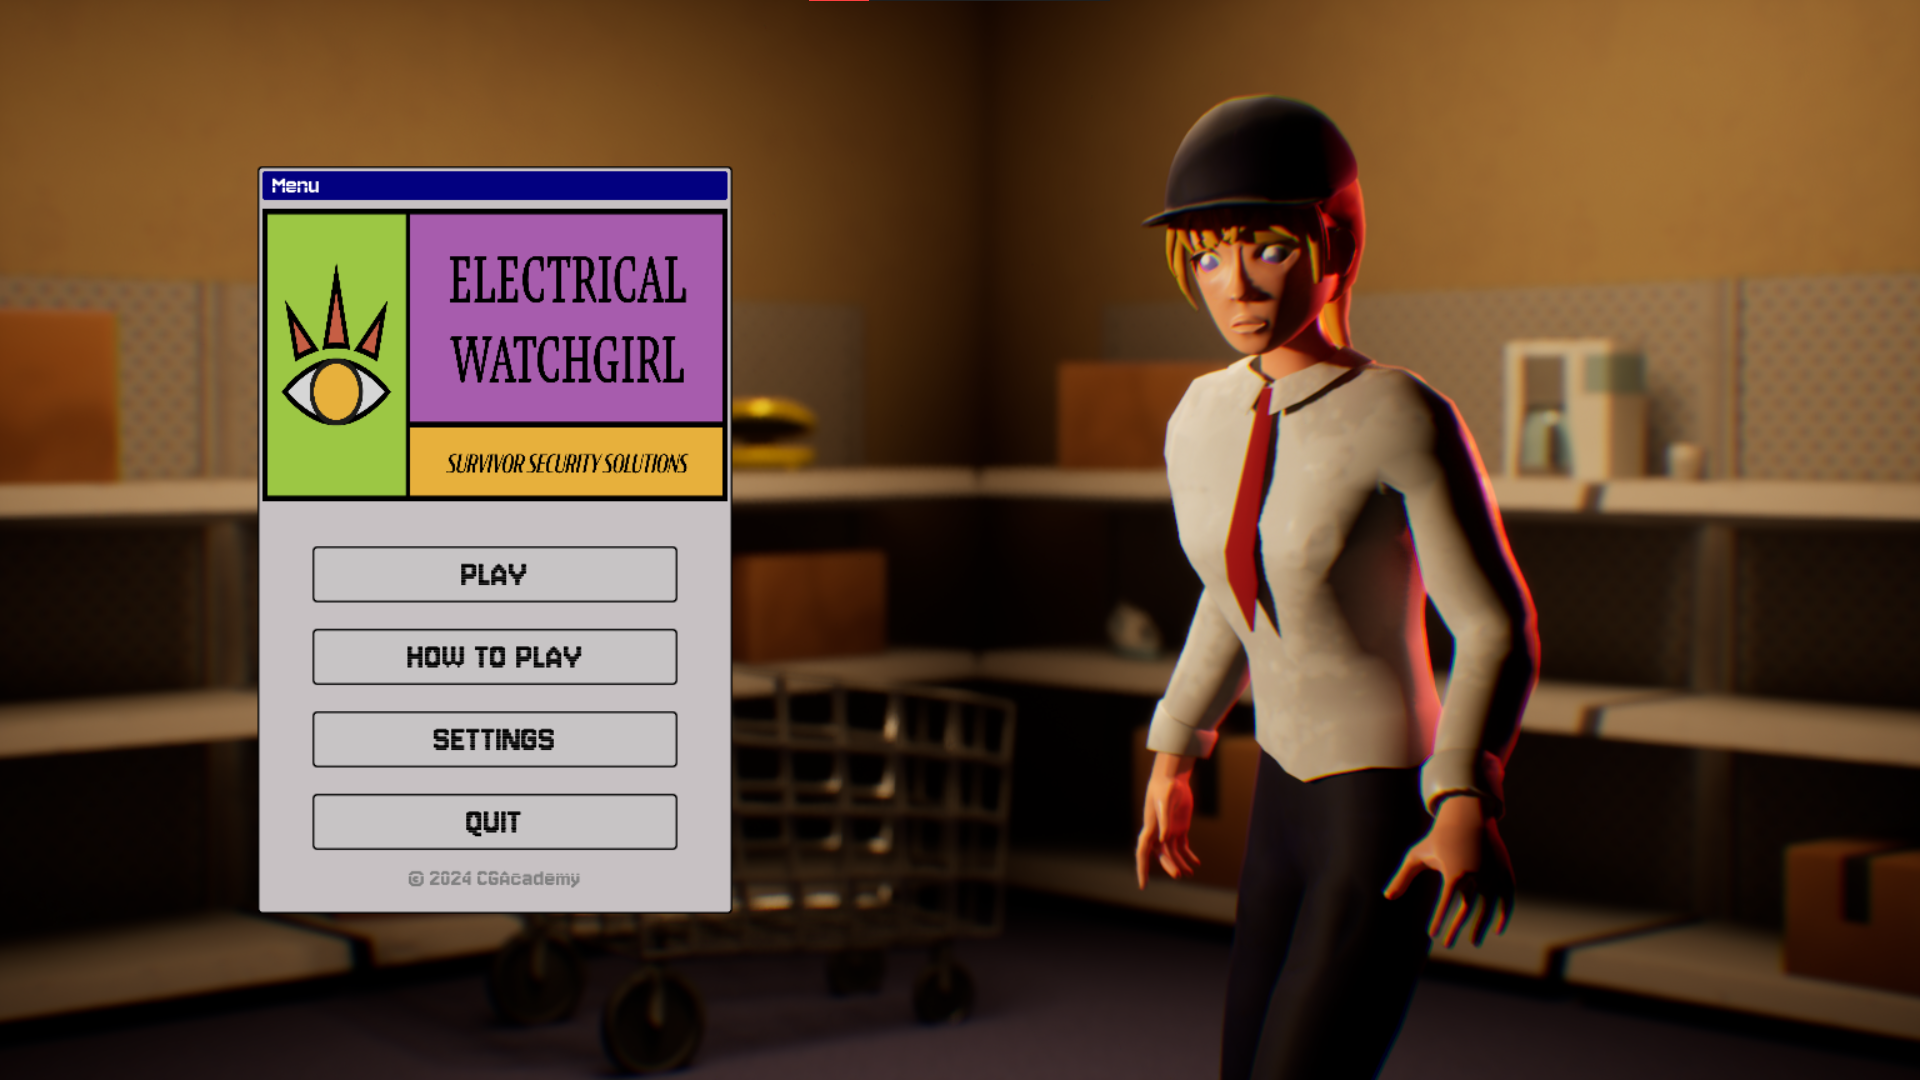 Menu
ELECTRICAL
WATCHGIRL
SURVIVOR SECURITY SOLUTIONS
PLAY
HOW TO PLAY
SETTINGS
QUIT
© 2024 CGAcademy